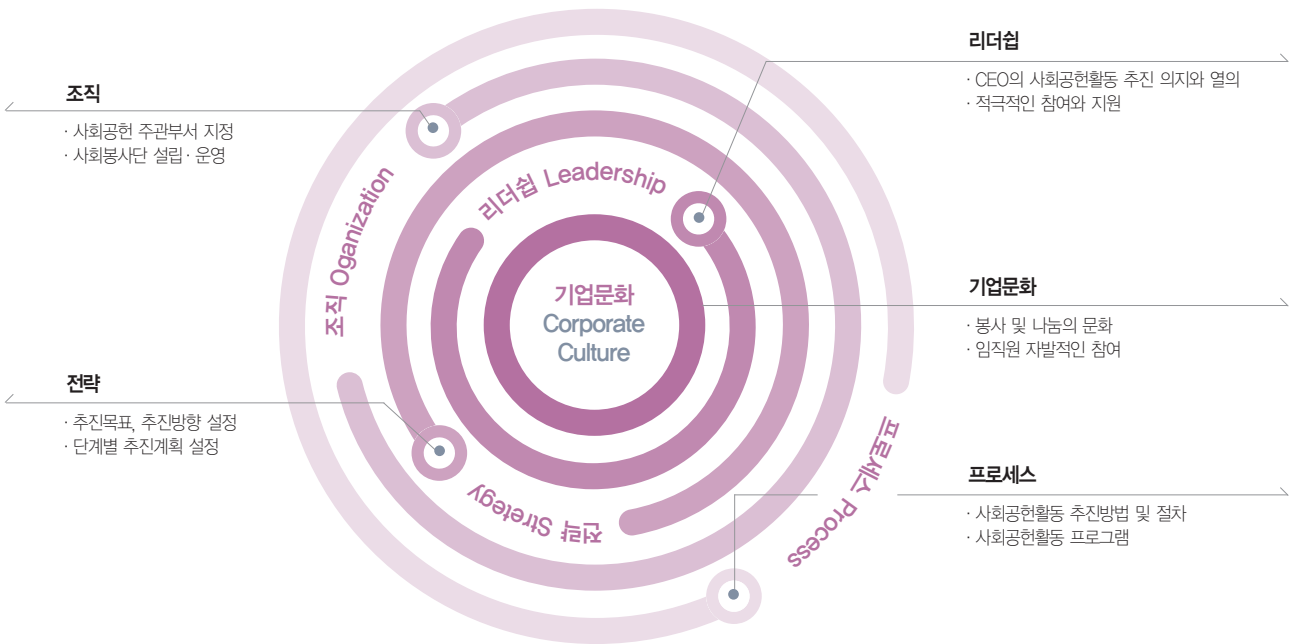 조직
· 사회공헌 주관부서 지정
· 사회봉사단 설립 · 운영
전략
· 추진목표, 추진방향 설정
· 단계별 추진계획 설정
조직 Oganization
리더쉽 Leadership
기업문화
Corporate
Culture
전략 Stretegy
프로세스 Process
리더쉽
· CEO의 사회공헌활동 추진 의지와 열의
· 적극적인 참여와 지원
기업문화
· 봉사 및 나눔의 문화
· 임직원 자발적인 참여
프로세스
· 사회공헌활동 추진방법 및 절차
· 사회공헌활동 프로그램